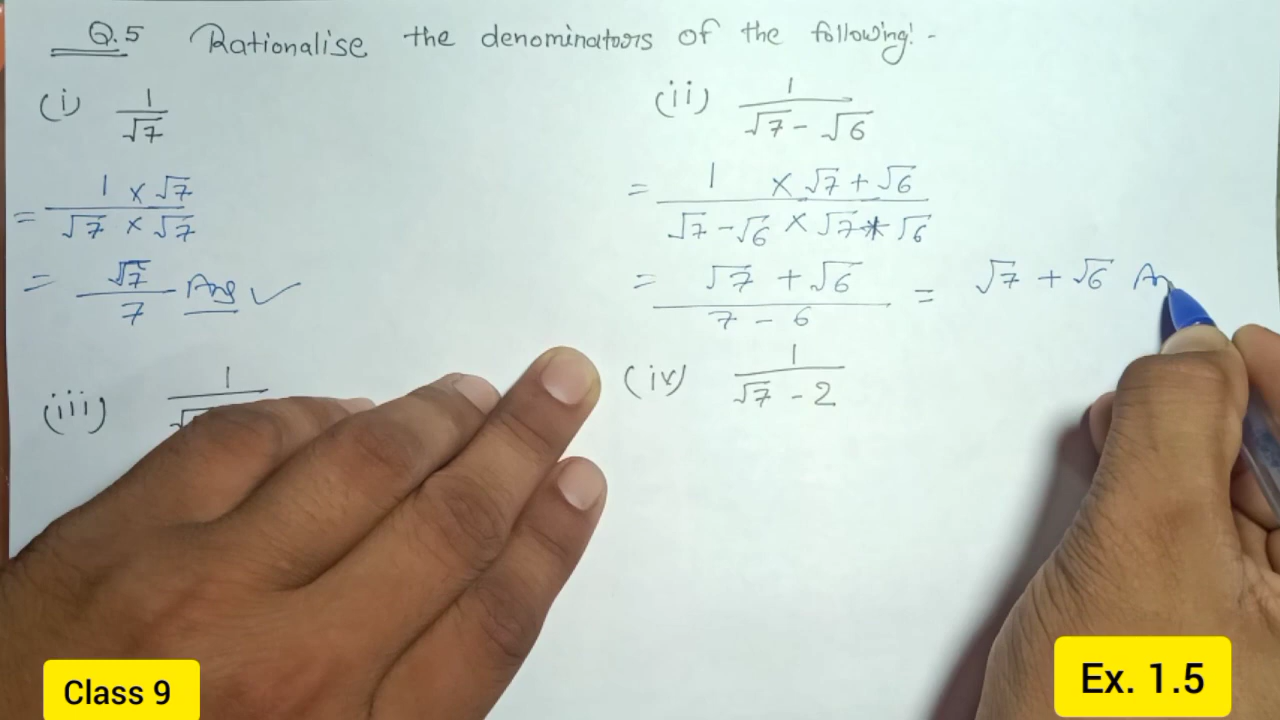 Q.5 Rationalise the denominators of the following:-
(i) 1/√7
= 1 × √7 / √7 × √7
= √7/7 Ans ✓
(ii) 1/√7 - √6
= 1 × √7 + √6 / √7 - √6 × √7 + √6
= √7 + √6 / 7 - 6 = √7 + √6 An
(iii) 1/√
(iv) 1/√7 - 2
Class 9
Ex. 1.5